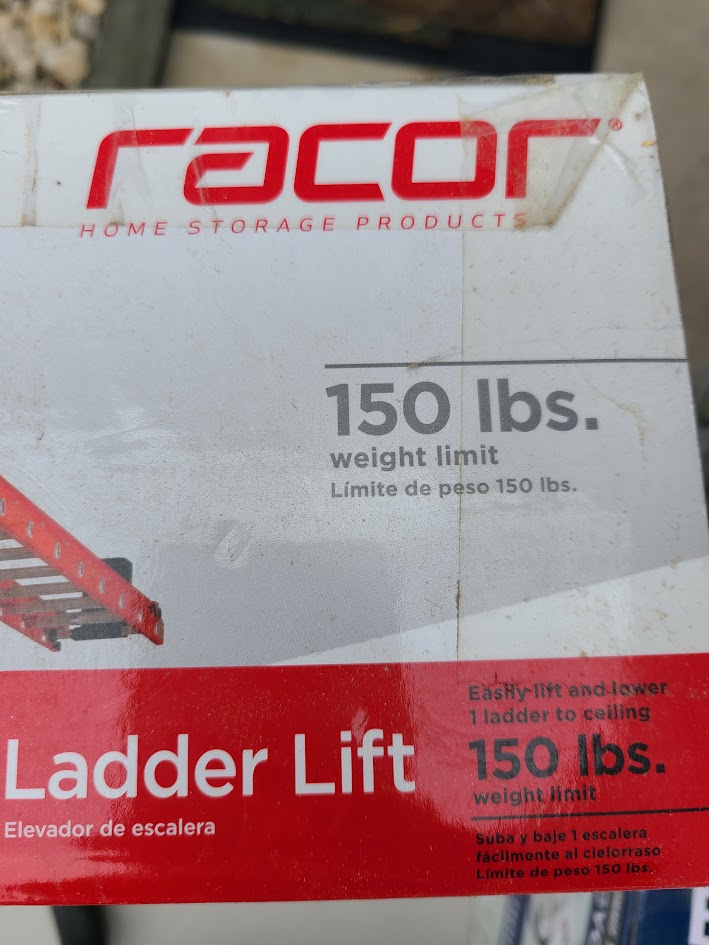 racor®
HOME STORAGE PRODUCTS
150 lbs.
weight limit
Límite de peso 150 lbs.
Easily lift and lower
1 ladder to ceiling
150 lbs.
weight limit
Ladder Lift
Elevador de escalera
Suba y baje 1 escalera
fácilmente al cielorraso
Límite de peso 150 lbs.